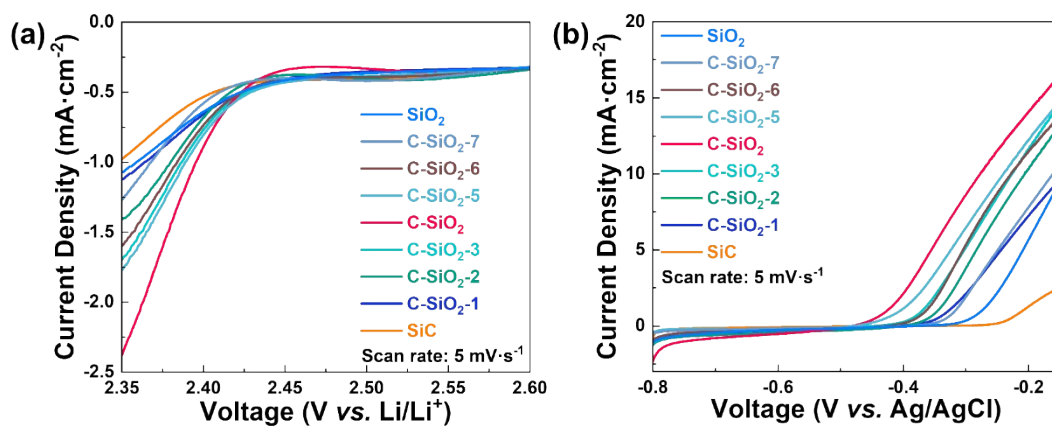 (a)
Current Density (mA·cm⁻²)
0.0
-0.5
-1.0
-1.5
-2.0
-2.5
SiO₂
C-SiO₂-7
C-SiO₂-6
C-SiO₂-5
C-SiO₂
C-SiO₂-3
C-SiO₂-2
C-SiO₂-1
SiC
Scan rate: 5 mV·s⁻¹
2.35 2.40 2.45 2.50 2.55 2.60
Voltage (V vs. Li/Li⁺)
(b)
Current Density (mA·cm⁻²)
20
15
10
5
0
SiO₂
C-SiO₂-7
C-SiO₂-6
C-SiO₂-5
C-SiO₂
C-SiO₂-3
C-SiO₂-2
C-SiO₂-1
SiC
Scan rate: 5 mV·s⁻¹
-0.8 -0.6 -0.4 -0.2
Voltage (V vs. Ag/AgCl)